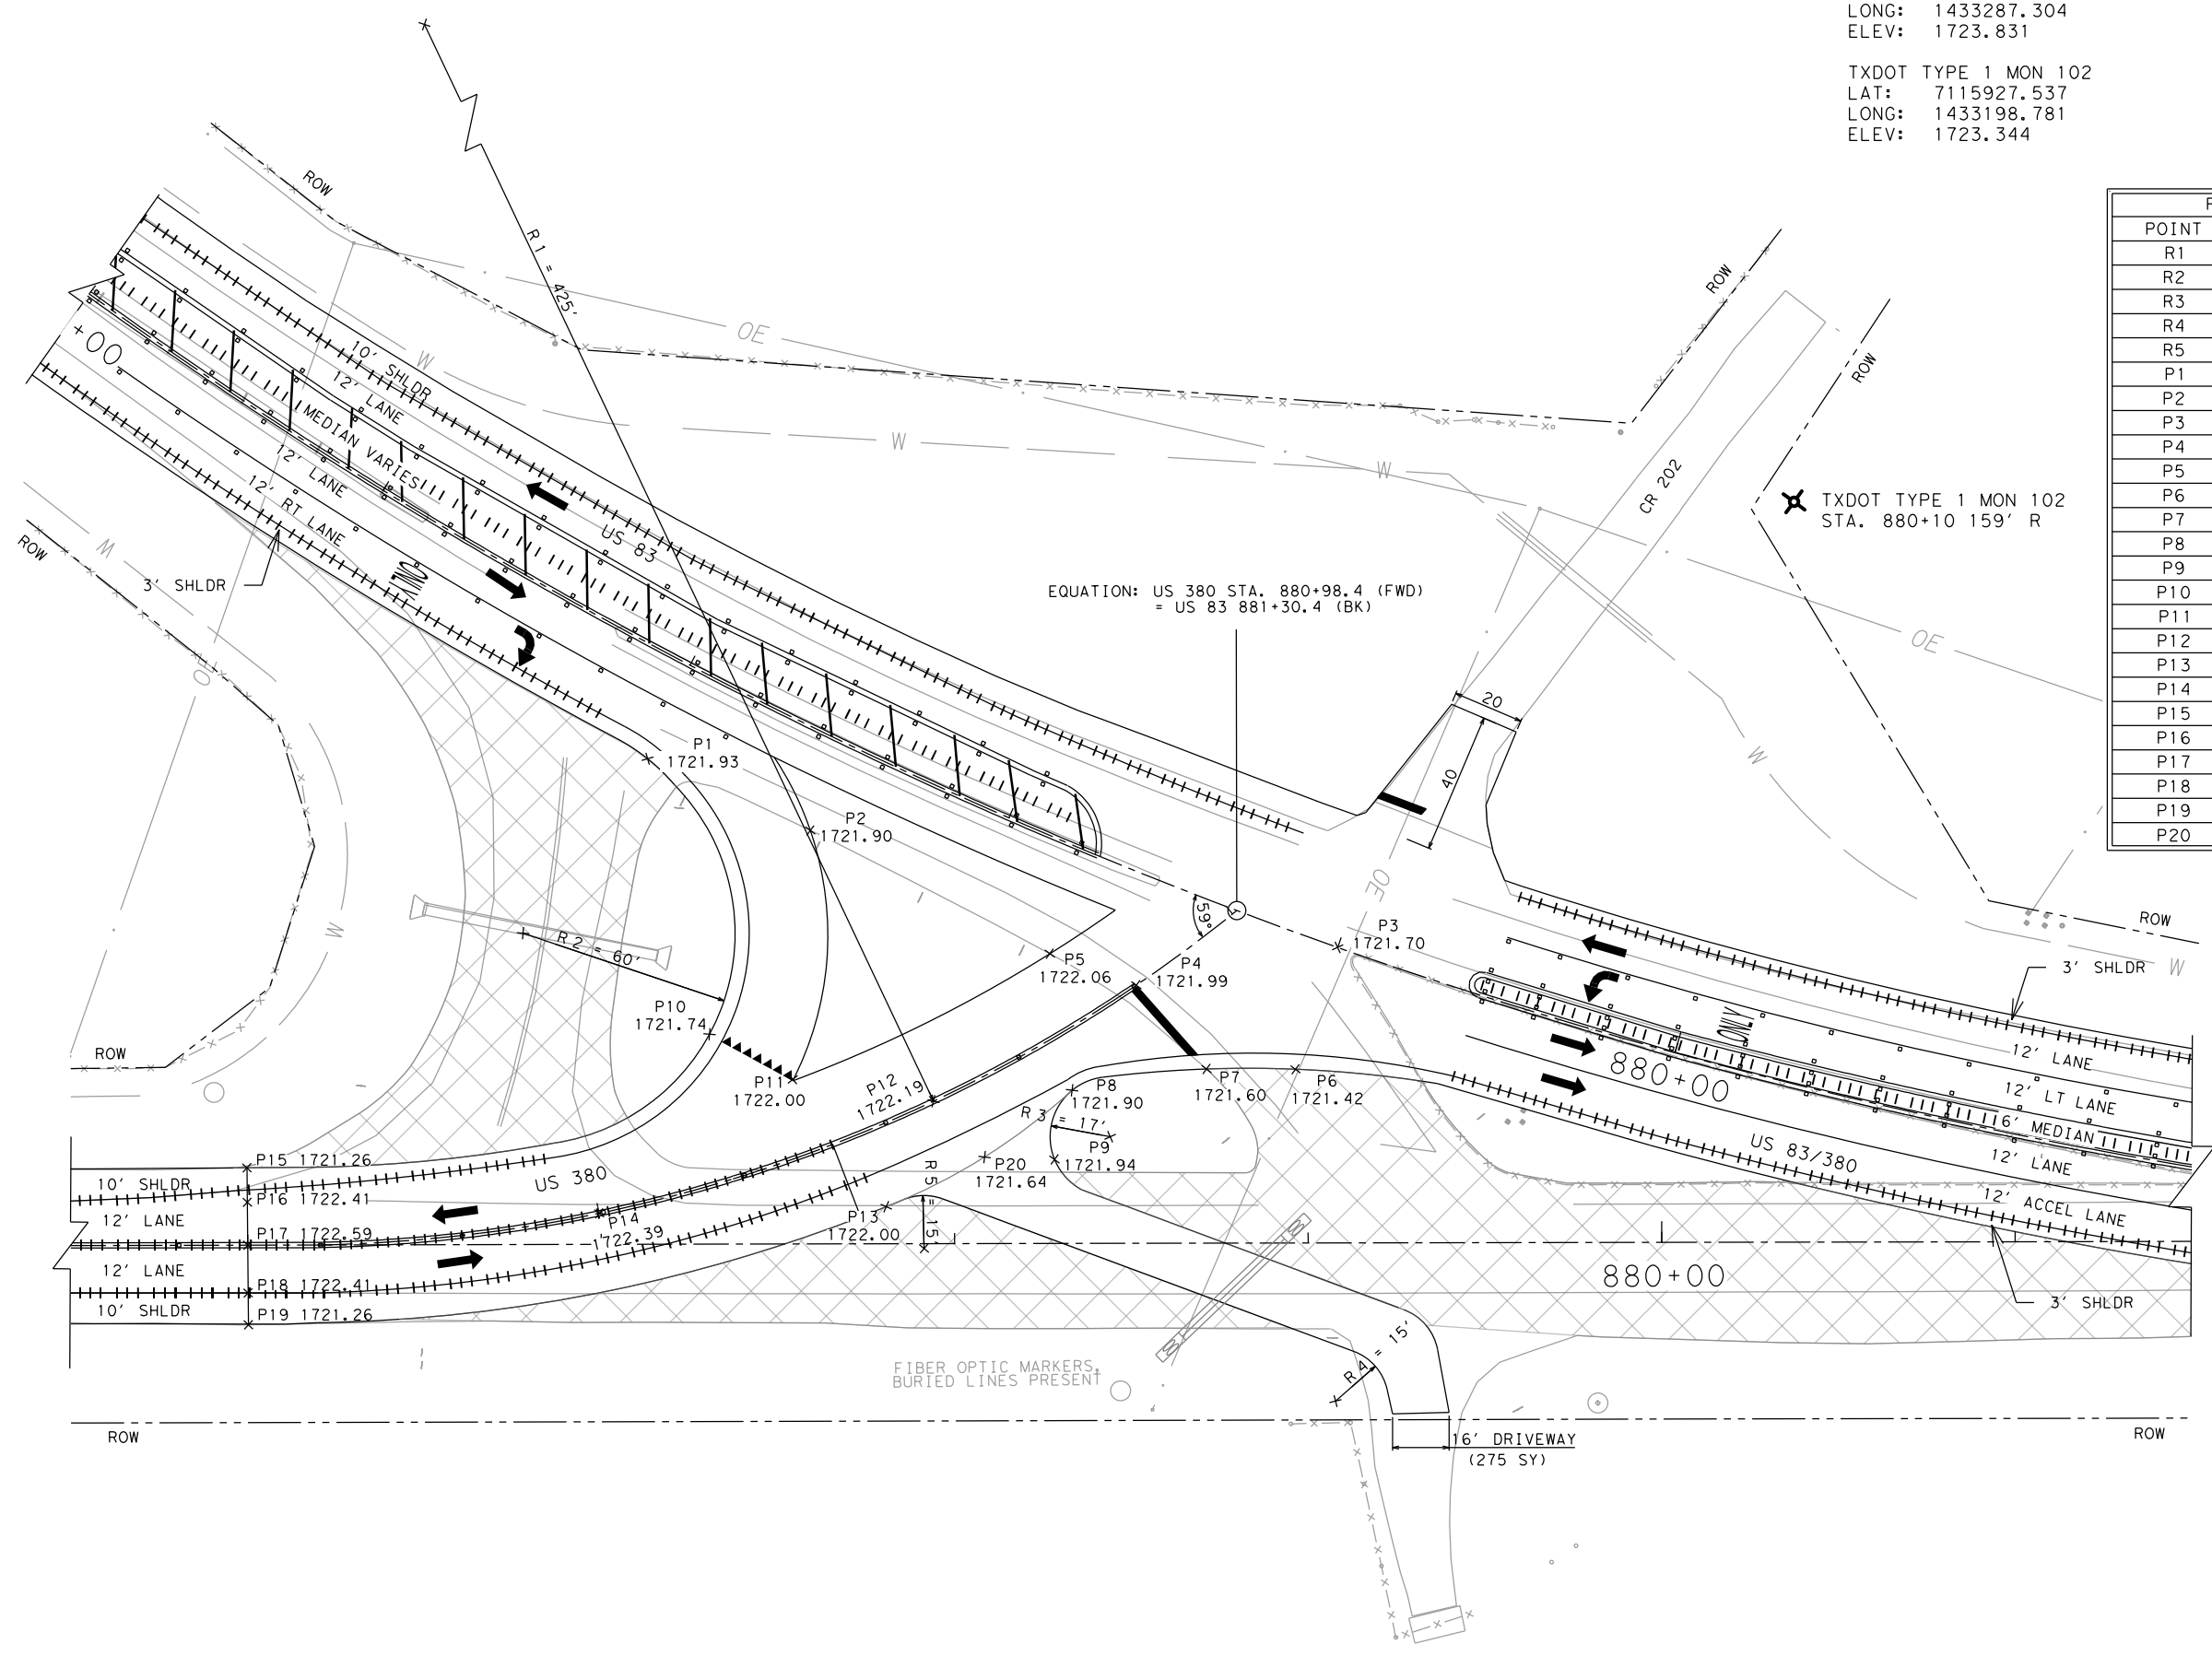 LONG: 1433287.304
ELEV: 1723.831
TXDOT TYPE 1 MON 102
LAT: 7115927.537
LONG: 1433198.781
ELEV: 1723.344
POINT
R1
R2
R3
R4
R5
P1
P2
P3
P4
P5
P6
P7
P8
P9
P10
P11
P12
P13
P14
P15
P16
P17
P18
P19
P20
ROW
R 1 = 425'
OE
W
W
W
ROW
ROW
CR 202
TXDOT TYPE 1 MON 102
STA. 880+10 159' R
+00
10' SHLDR
12' LANE
MEDIAN VARIES
12' LANE
12' RT LANE
US 83
ONLY
3' SHLDR
W
ROW
OE
W
EQUATION: US 380 STA. 880+98.4 (FWD)
= US 83 881+30.4 (BK)
20
40
OE
W
OE
59°
P1
1721.93
P2
1721.90
P3
1721.70
P4
1721.99
P5
1722.06
R 2 = 60'
P10
1721.74
P11
1722.00
P12
1722.19
P8
1721.90
P7
1721.60
P6
1721.42
R 3 = 17'
P9
1721.94
P20
1721.64
R 5 = 15'
P13
1722.00
P14
1722.39
US 380
ROW
P15 1721.26
10' SHLDR
P16 1722.41
12' LANE
P17 1722.59
12' LANE
P18 1722.41
10' SHLDR
P19 1721.26
ROW
W
3' SHLDR
12' LANE
12' LT LANE
6' MEDIAN
12' LANE
12' ACCEL LANE
ONLY
880+00
US 83/380
880+00
3' SHLDR
R 4 = 15'
FIBER OPTIC MARKERS,
BURIED LINES PRESENT
16' DRIVEWAY
(275 SY)
ROW
ROW